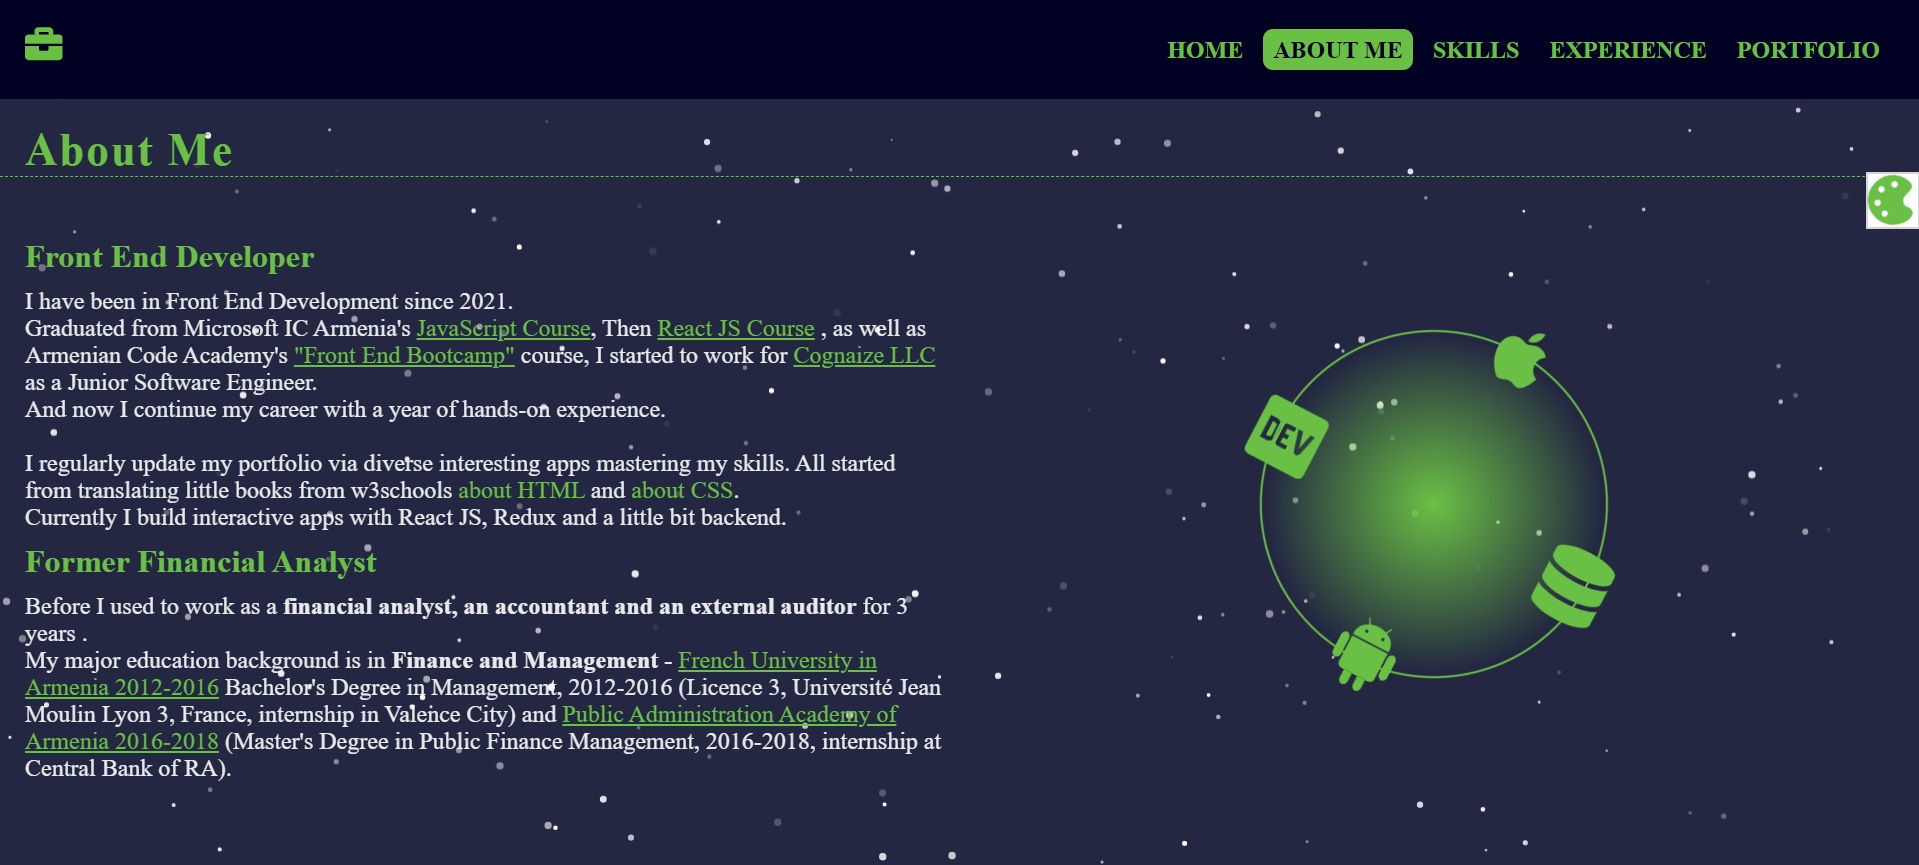 HOME ABOUT ME SKILLS EXPERIENCE PORTFOLIO
About Me
Front End Developer
I have been in Front End Development since 2021.
Graduated from Microsoft IC Armenia's JavaScript Course, Then React JS Course , as well as
Armenian Code Academy's "Front End Bootcamp" course, I started to work for Cognaize LLC
as a Junior Software Engineer.
And now I continue my career with a year of hands-on experience.
I regularly update my portfolio via diverse interesting apps mastering my skills. All started
from translating little books from w3schools about HTML and about CSS.
Currently I build interactive apps with React JS, Redux and a little bit backend.
Former Financial Analyst
Before I used to work as a financial analyst, an accountant and an external auditor for 3
years .
My major education background is in Finance and Management - French University in
Armenia 2012-2016 Bachelor's Degree in Management, 2012-2016 (Licence 3, Université Jean
Moulin Lyon 3, France, internship in Valence City) and Public Administration Academy of
Armenia 2016-2018 (Master's Degree in Public Finance Management, 2016-2018, internship at
Central Bank of RA).
DEV